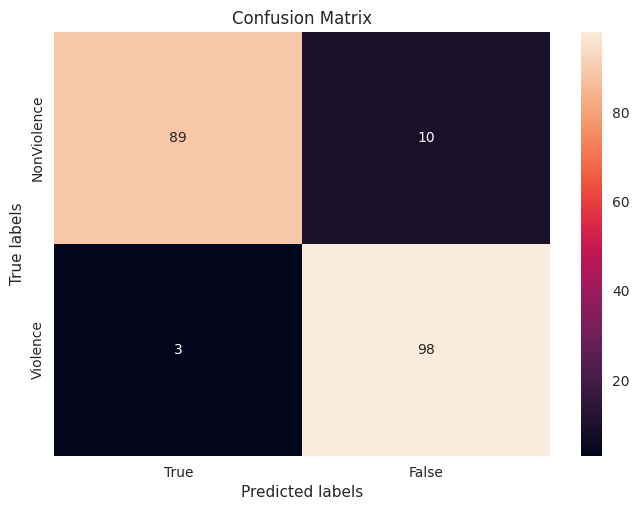 Confusion Matrix
NonViolence
89
10
80
60
True labels
40
Violence
3
98
20
True
False
Predicted labels